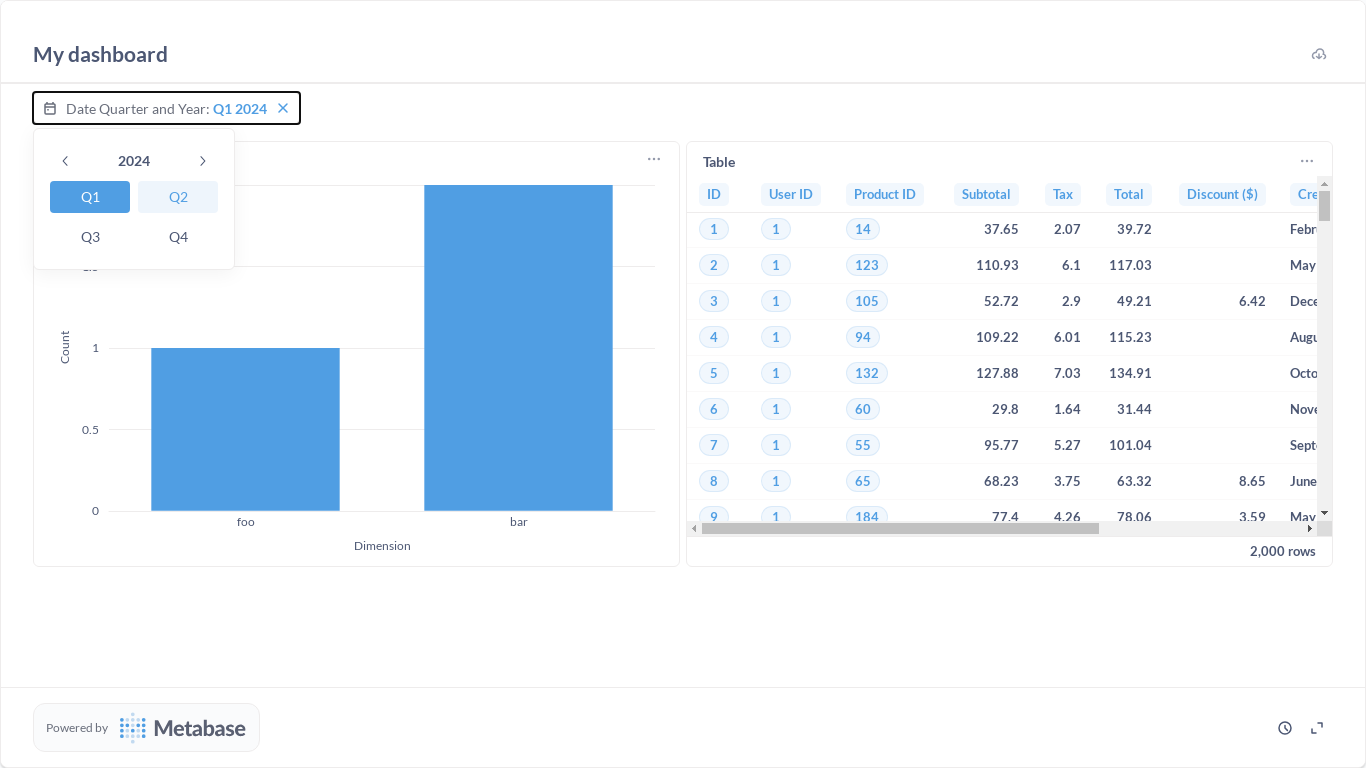 My dashboard
Date Quarter and Year: Q1 2024
2024
Q1 Q2
Q3 Q4
Count
1
0.5
0
foo bar
Dimension
Table
ID User ID Product ID Subtotal Tax Total Discount ($) Cre
1 1 14 37.65 2.07 39.72 Febr
2 1 123 110.93 6.1 117.03 May
3 1 105 52.72 2.9 49.21 6.42 Dece
4 1 94 109.22 6.01 115.23 Augu
5 1 132 127.88 7.03 134.91 Octo
6 1 60 29.8 1.64 31.44 Nove
7 1 55 95.77 5.27 101.04 Septe
8 1 65 68.23 3.75 63.32 8.65 June
9 1 184 77.4 4.26 78.06 3.59 May
2,000 rows
Powered by Metabase